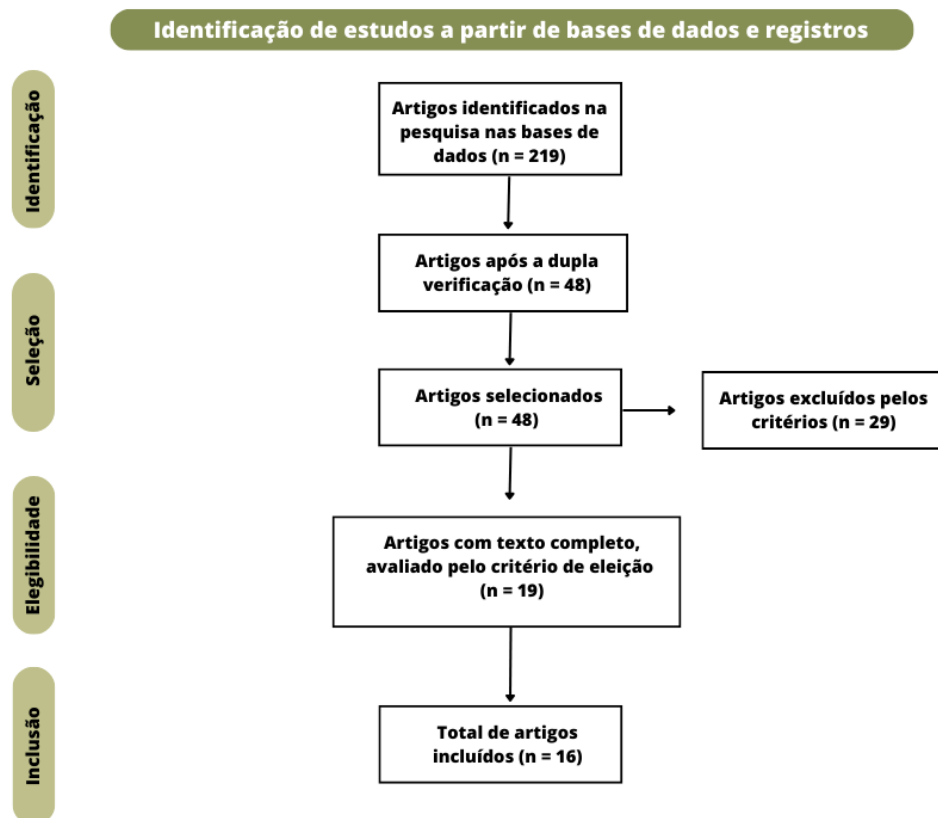 Identificação de estudos a partir de bases de dados e registros
Identificação
Artigos identificados na
pesquisa nas bases de
dados (n = 219)
Artigos após a dupla
verificação (n = 48)
Seleção
Artigos selecionados
(n = 48)
Artigos excluídos pelos
critérios (n = 29)
Elegibilidade
Artigos com texto completo,
avaliado pelo critério de eleição
(n = 19)
Inclusão
Total de artigos
incluídos (n = 16)